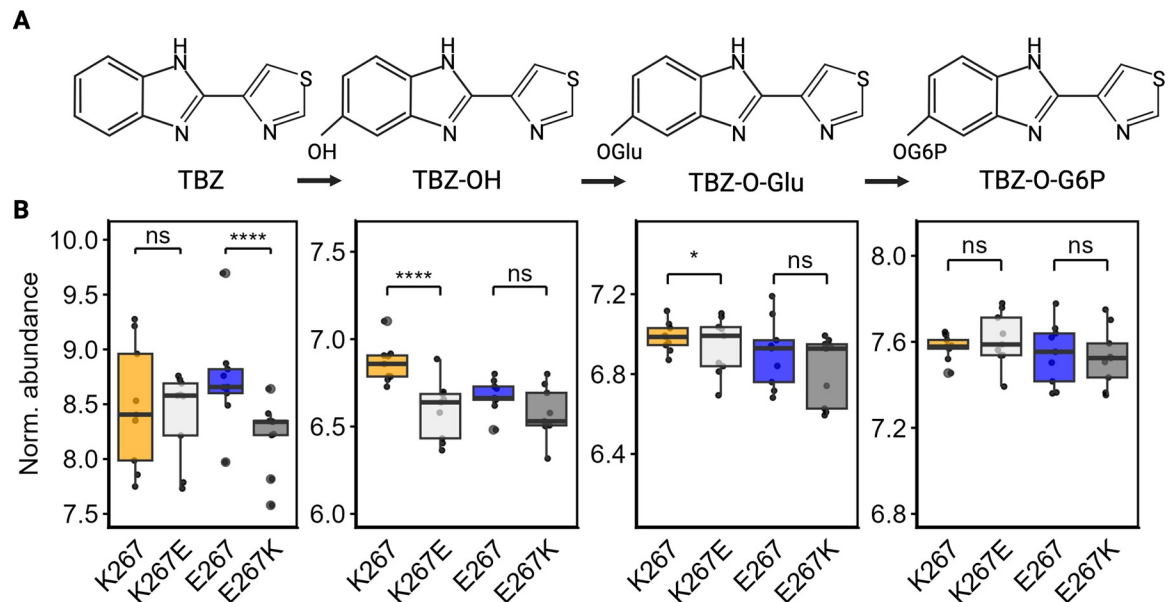 A
H
N
N
S
N
TBZ
H
N
N
S
N
OH
TBZ-OH
H
N
N
S
N
OGlu
TBZ-O-Glu
H
N
N
S
N
OG6P
TBZ-O-G6P
B
Norm. abundance
10.0
9.5
9.0
8.5
8.0
7.5
ns
****
K267
K267E
E267
E267K
7.5
7.0
6.5
6.0
****
ns
K267
K267E
E267
E267K
7.2
6.8
6.4
*
ns
K267
K267E
E267
E267K
8.0
7.6
7.2
6.8
ns
ns
K267
K267E
E267
E267K